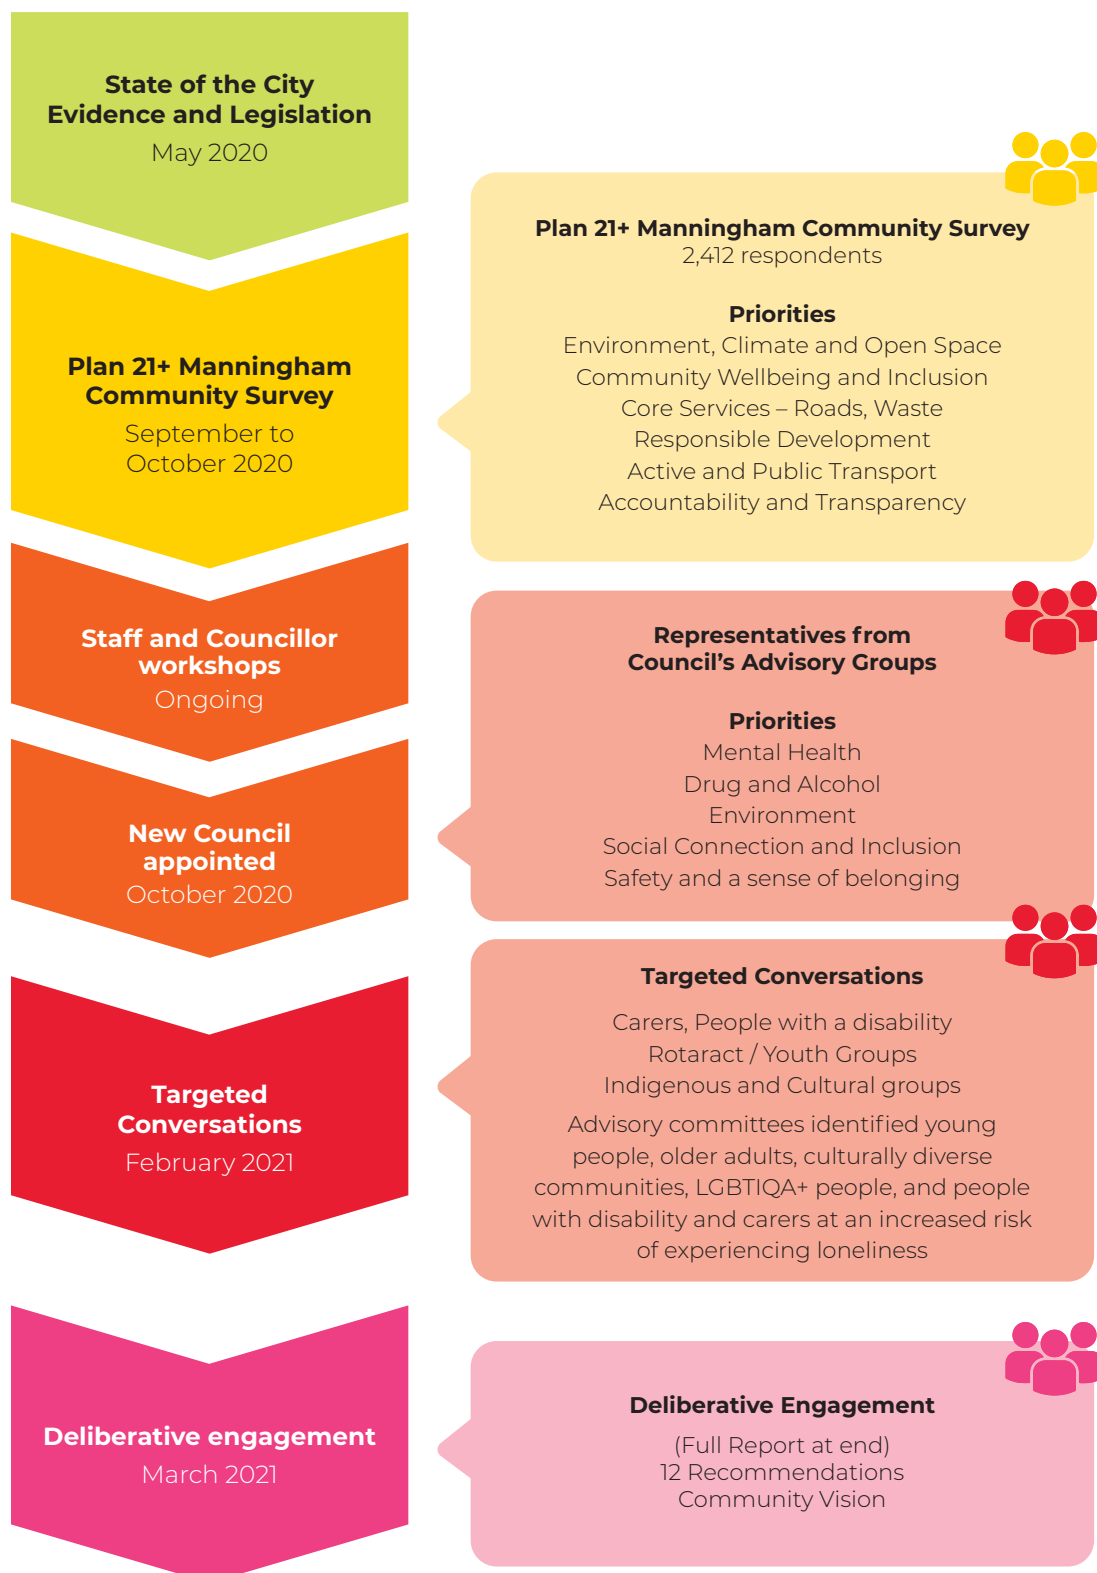 State of the City
Evidence and Legislation
May 2020
Plan 21+ Manningham
Community Survey
September to
October 2020
Plan 21+ Manningham Community Survey
2,412 respondents
Priorities
Environment, Climate and Open Space
Community Wellbeing and Inclusion
Core Services – Roads, Waste
Responsible Development
Active and Public Transport
Accountability and Transparency
Staff and Councillor
workshops
Ongoing
New Council
appointed
October 2020
Representatives from
Council’s Advisory Groups
Priorities
Mental Health
Drug and Alcohol
Environment
Social Connection and Inclusion
Safety and a sense of belonging
Targeted
Conversations
February 2021
Targeted Conversations
Carers, People with a disability
Rotaract / Youth Groups
Indigenous and Cultural groups
Advisory committees identified young
people, older adults, culturally diverse
communities, LGBTIQA+ people, and people
with disability and carers at an increased risk
of experiencing loneliness
Deliberative engagement
March 2021
Deliberative Engagement
(Full Report at end)
12 Recommendations
Community Vision